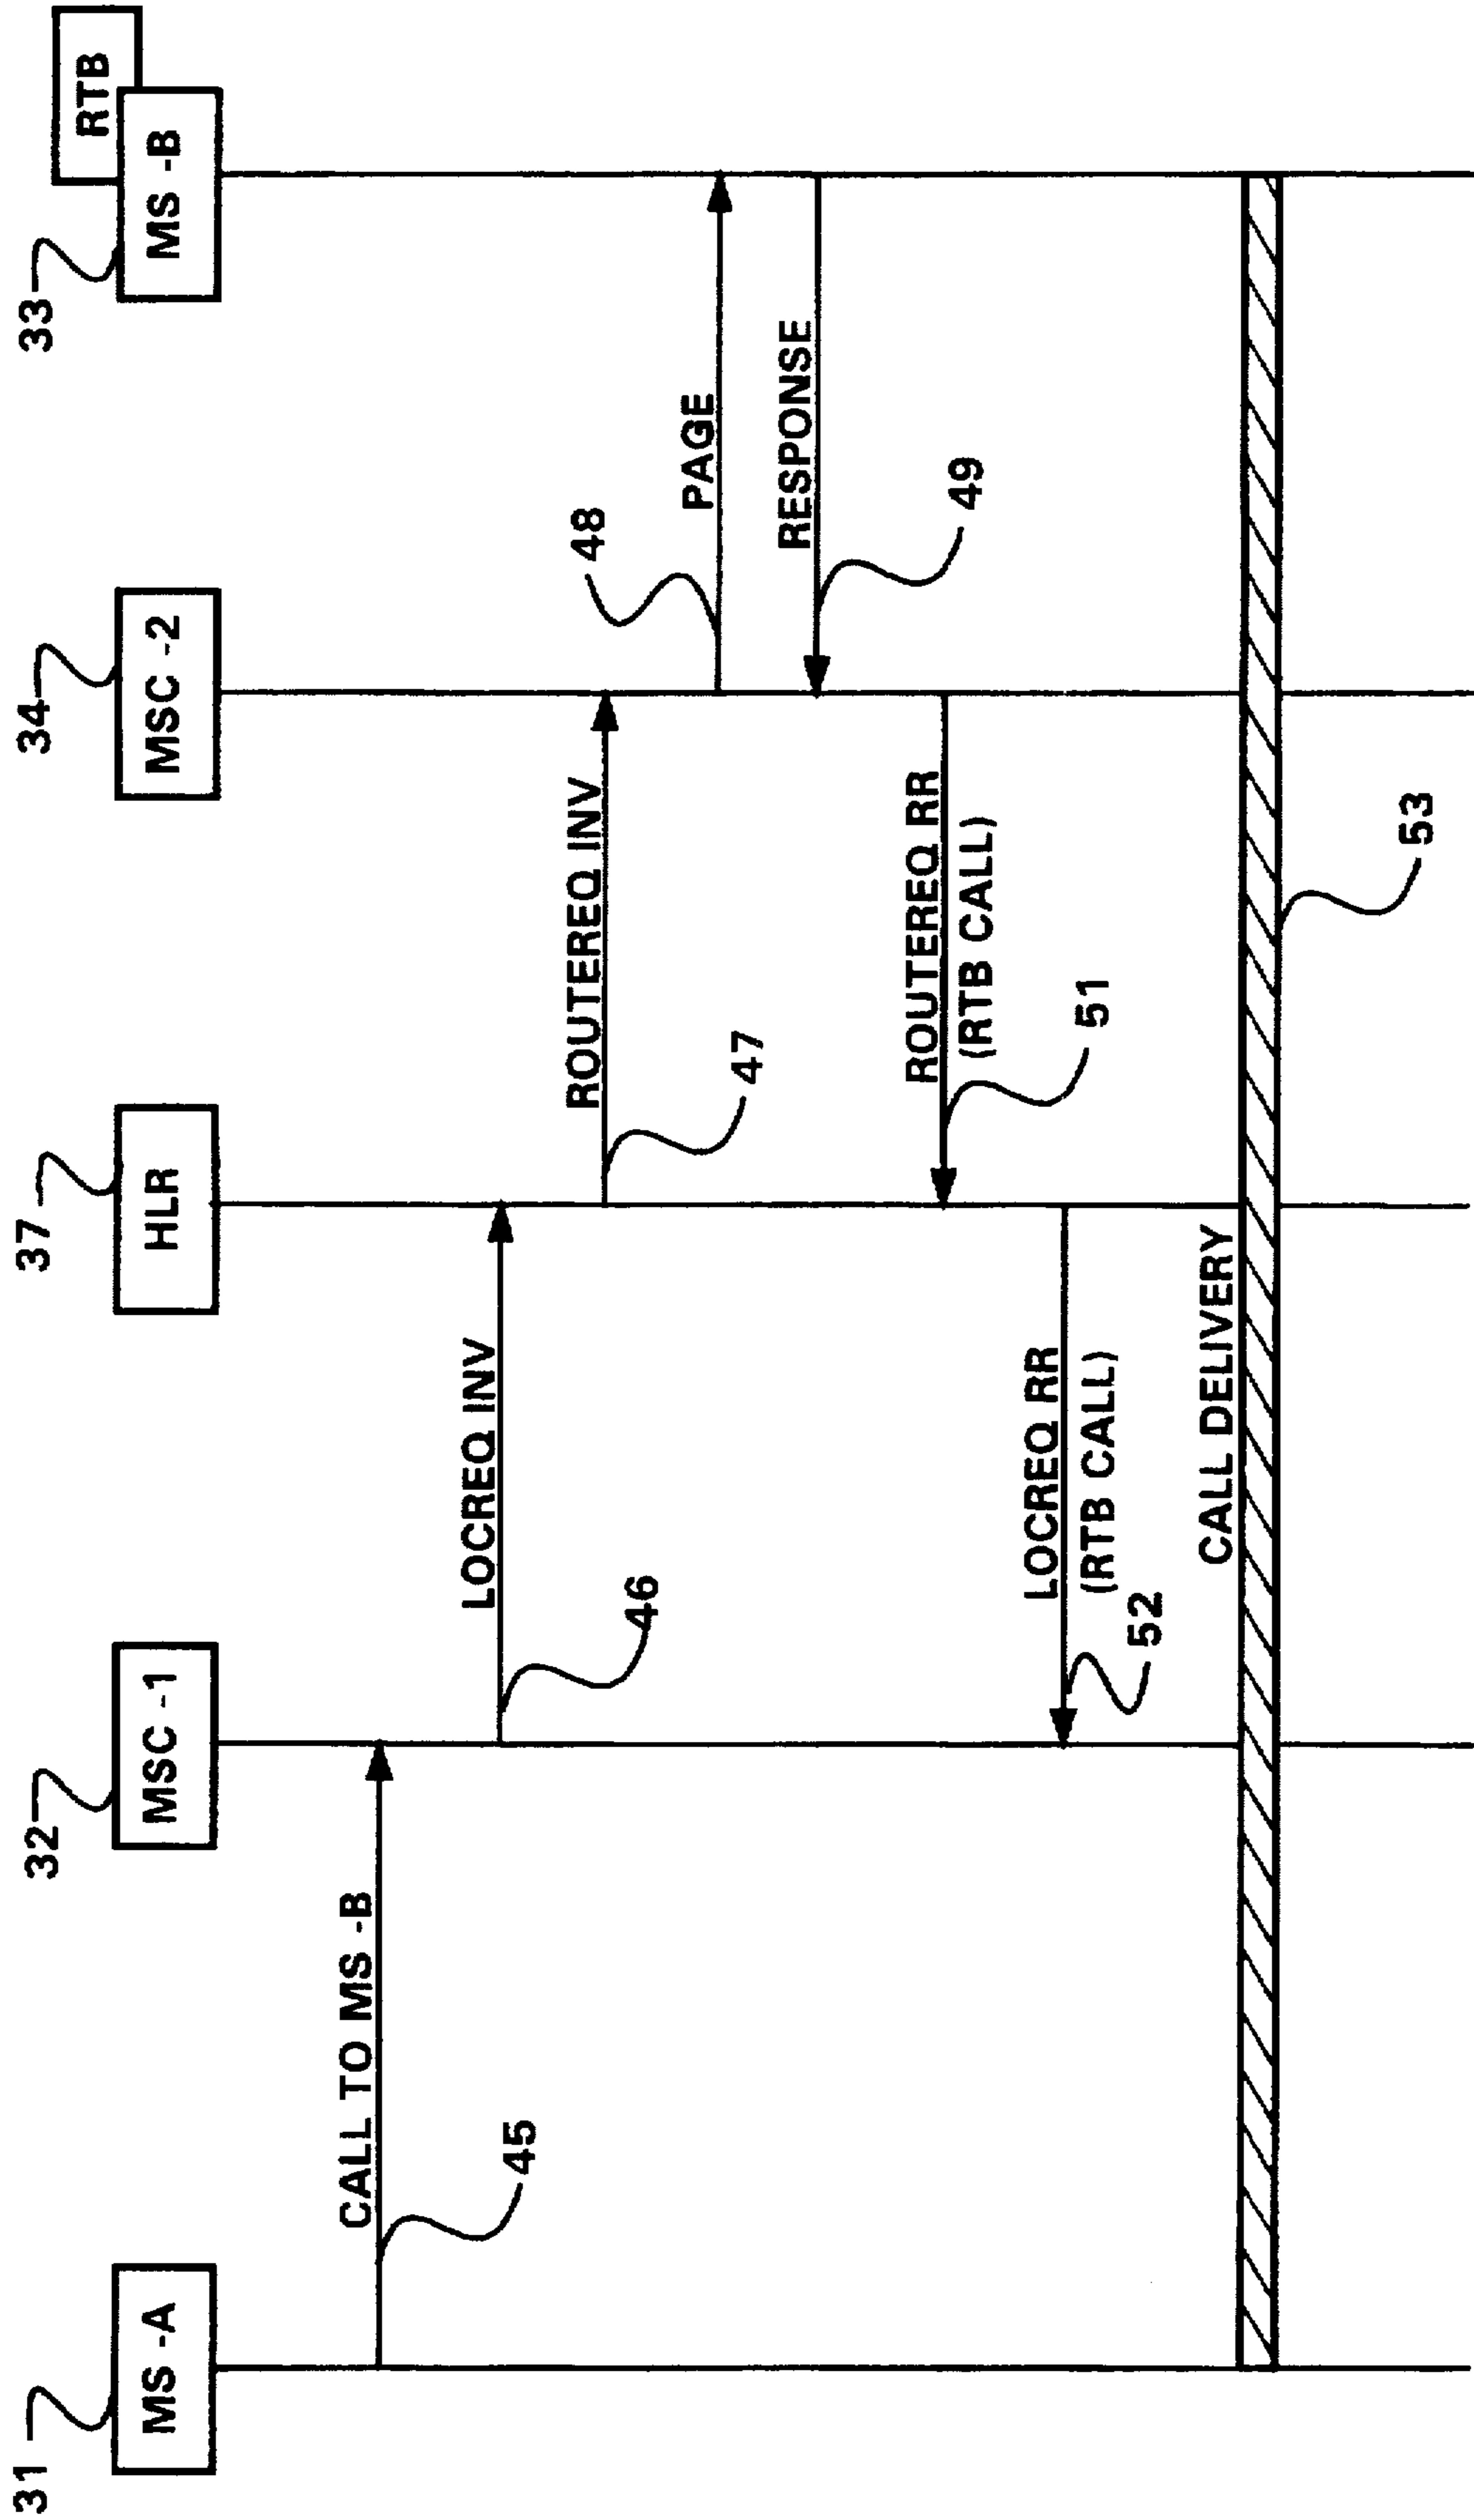 31
MS -A
32
MSC -1
37
HLR
34
MSC -2
33
MS -B
RTB
CALL TO MS -B
45
LOCREQ INV
46
ROUTEREQ INV
47
48
PAGE
RESPONSE
49
ROUTEREQ RR
(RTB CALL)
51
LOCREQ RR
(RTB CALL)
52
CALL DELIVERY
53